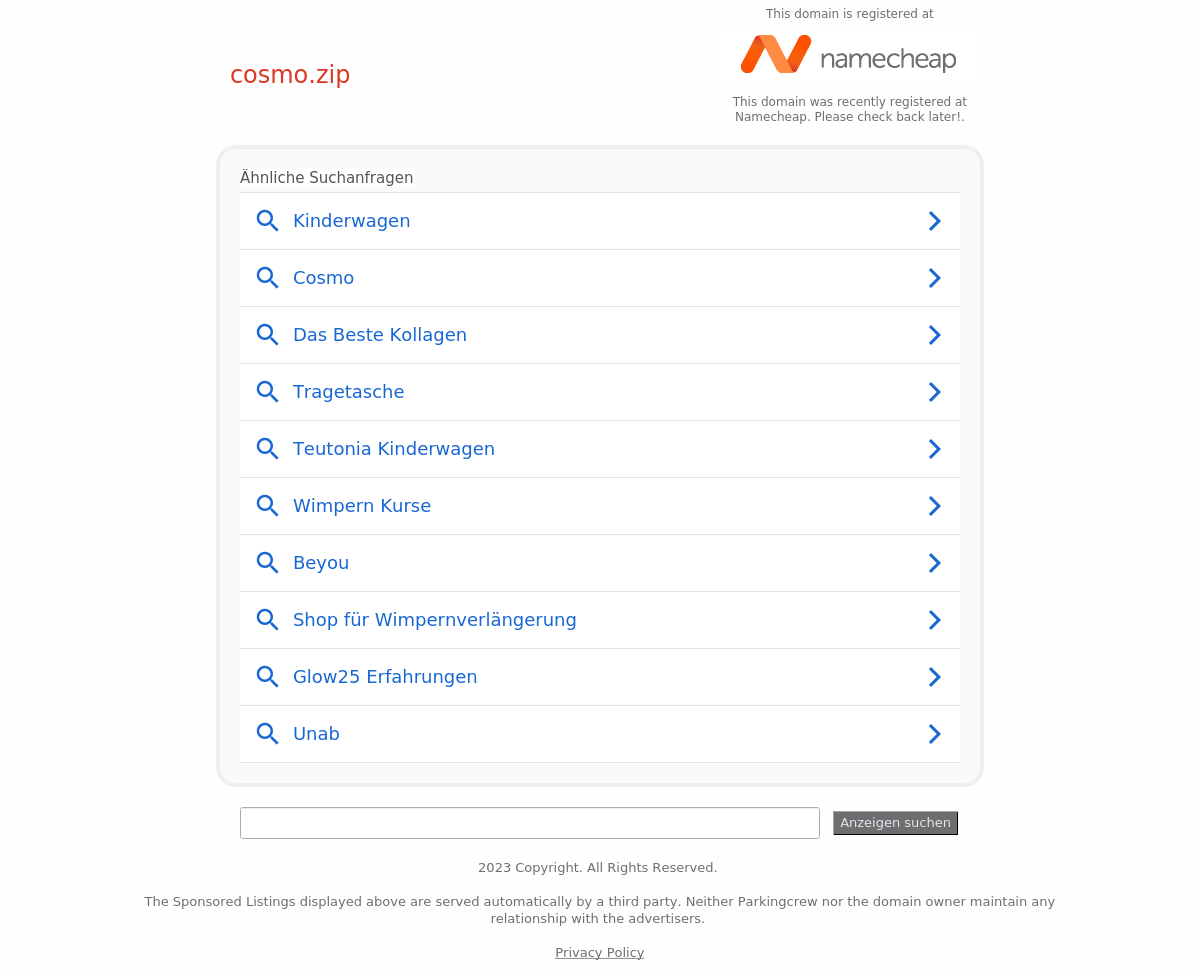 This domain is registered at
namecheap
cosmo.zip
This domain was recently registered at
Namecheap. Please check back later!.
Ähnliche Suchanfragen
Kinderwagen
Cosmo
Das Beste Kollagen
Tragetasche
Teutonia Kinderwagen
Wimpern Kurse
Beyou
Shop für Wimpernverlängerung
Glow25 Erfahrungen
Unab
Anzeigen suchen
2023 Copyright. All Rights Reserved.
The Sponsored Listings displayed above are served automatically by a third party. Neither Parkingcrew nor the domain owner maintain any
relationship with the advertisers.
Privacy Policy